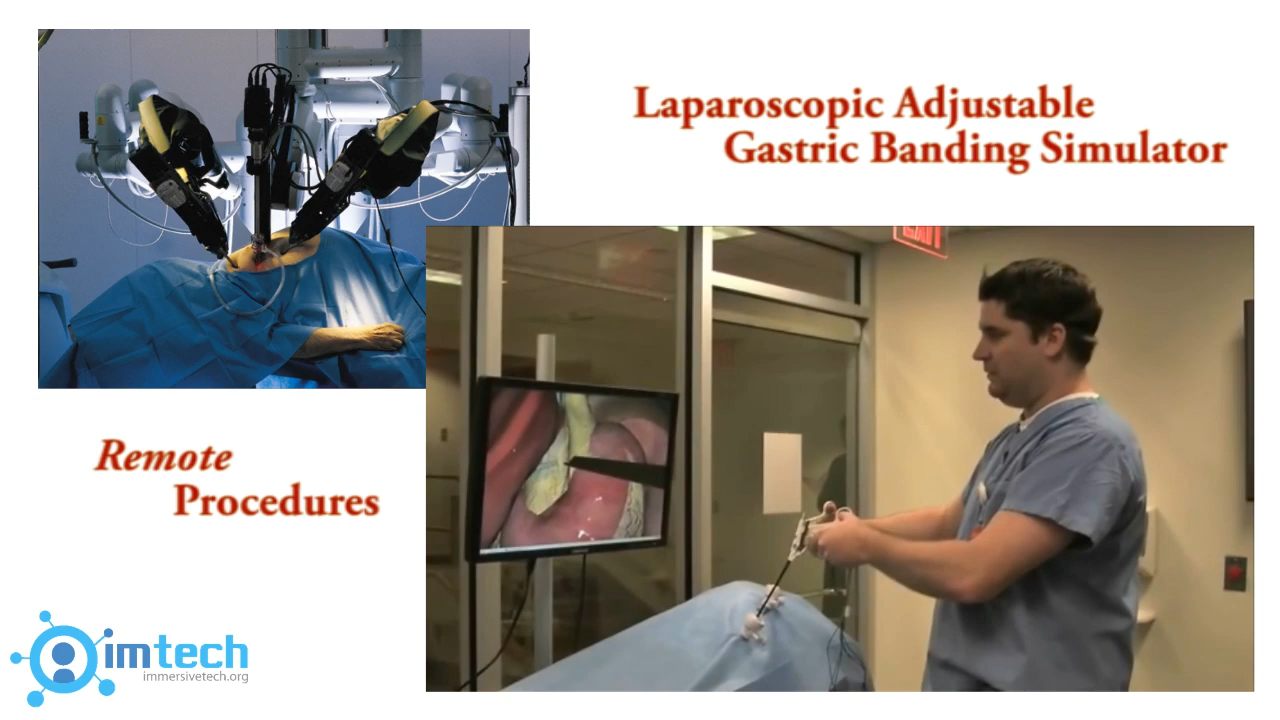 Laparoscopic Adjustable
Gastric Banding Simulator
EXIT
Remote
Procedures
imtech
immersivetech.org